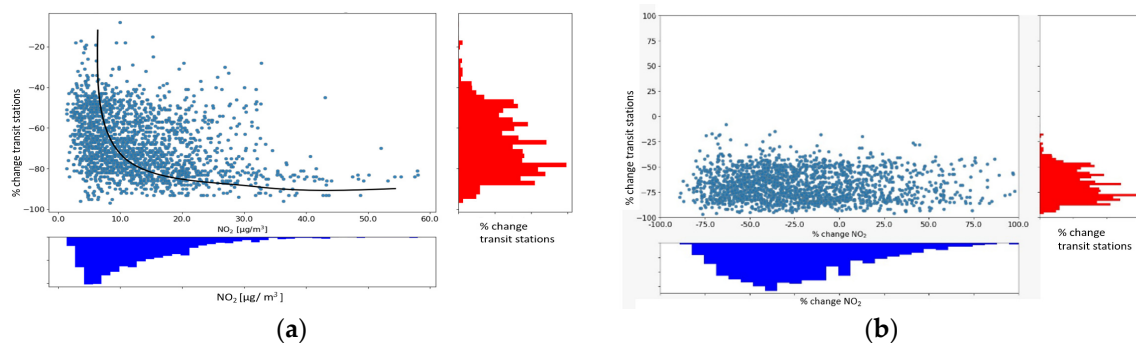 −20
−40
−60
−80
−100
% change transit stations
0.0 10.0 20.0 30.0 40.0 50.0 60.0
NO₂ [µg/m³]
NO₂ [µg/ m³]
% change
transit stations
(a)
100
75
50
25
0
−25
−50
−75
−100
% change transit stations
-100.0 -75.0 -50.0 -25.0 0.0 25.0 50.0 75.0 100.0
% change NO₂
% change NO₂
% change
transit stations
(b)